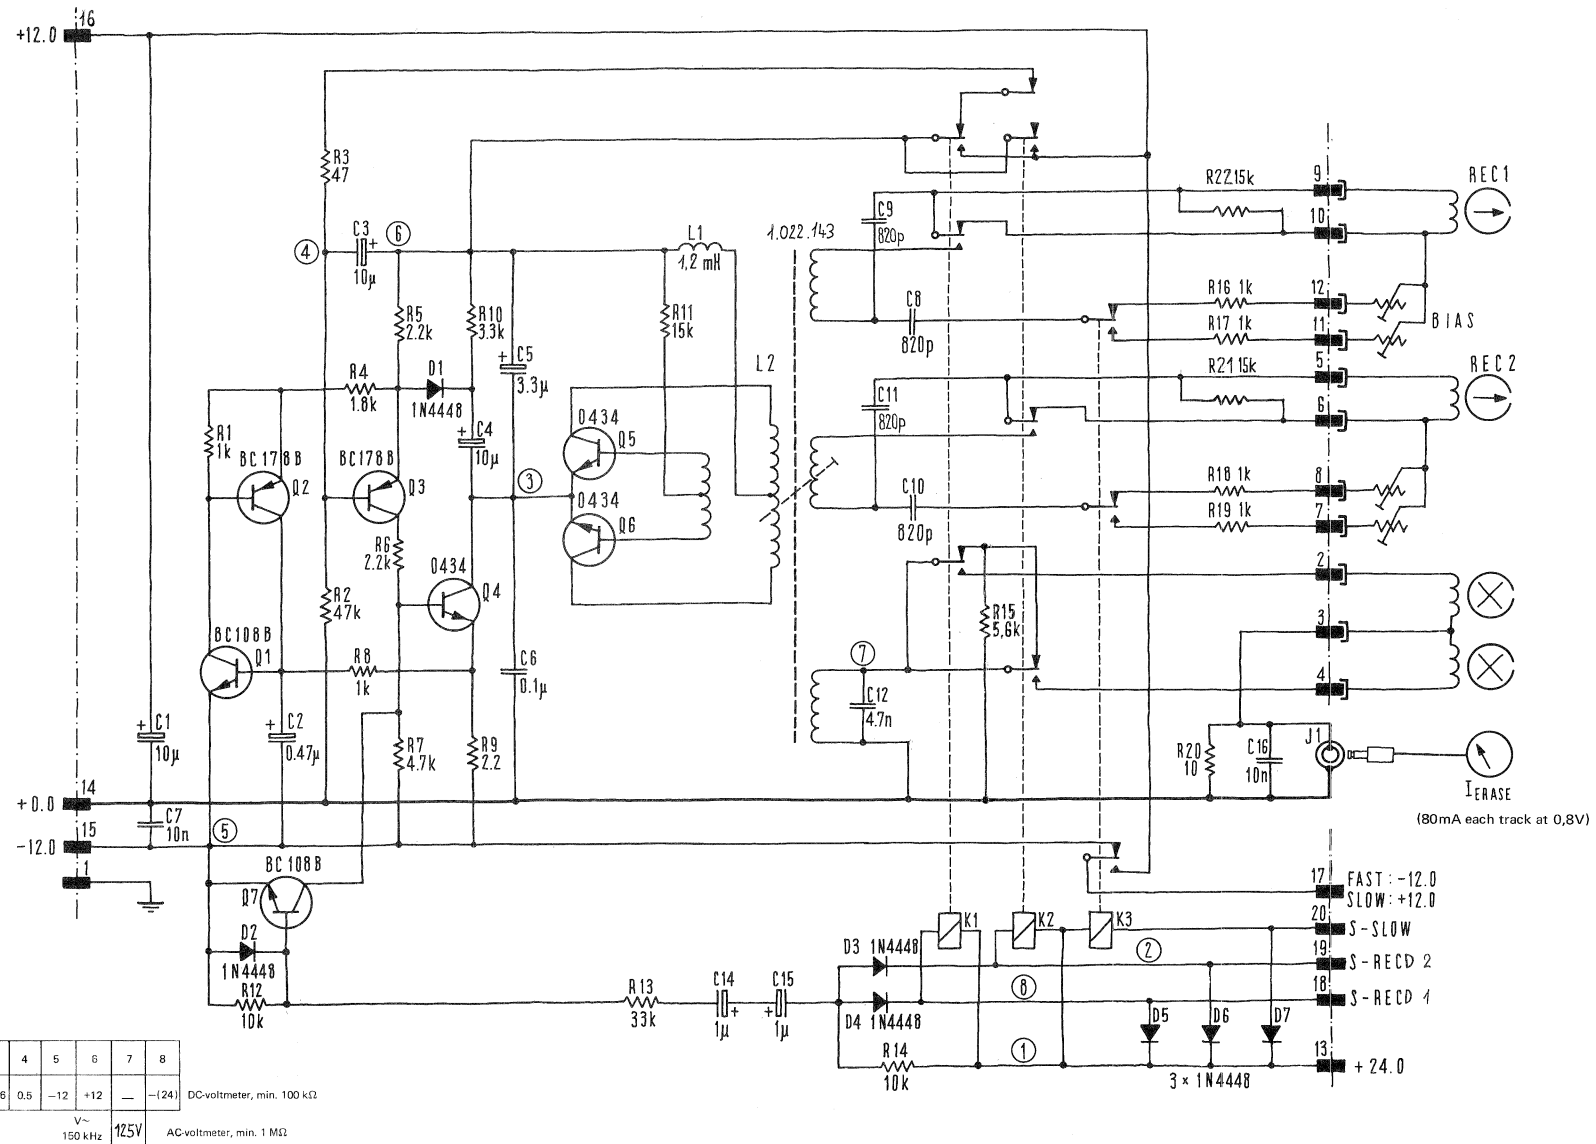 16
+12.0
R3
47
C3
+
10μ
4
6
R5
2.2k
R10
3.3k
+
C5
3.3μ
R11
15k
L1
1,2 mH
1.022.143
L2
R4
1.8k
D1
1N4448
+
C4
10μ
R1
1k
BC178B
Q2
BC178B
Q3
3
0434
Q5
0434
Q6
R6
2.2k
0434
Q4
R2
47k
BC108B
Q1
R8
1k
C6
0.1μ
+
C1
10μ
+
C2
0.47μ
R7
4.7k
R9
2.2
14
+0.0
C7
10n
15
-12.0
5
1
BC108B
Q7
D2
1N4448
R12
10k
R13
33k
C14
+
1μ
C15
+
1μ
C9
820p
C8
820p
C11
820p
C10
820p
R15
5,6k
7
C12
4.7n
R22 15k
9
10
REC1
R16 1k
12
R17 1k
11
BIAS
R21 15k
5
6
REC 2
R18 1k
8
R19 1k
7
2
3
4
R20
10
C16
10n
J1
IERASE
(80mA each track at 0,8V)
17
FAST: -12.0
SLOW: +12.0
K1
K2
K3
20
S-SLOW
D3 1N4448
2
19
S-RECD 2
8
18
S-RECD 1
D4 1N4448
D5
D6
D7
R14
10k
1
13
+24.0
3 x 1N4448
4 5 6 7 8
6 0.5 -12 +12 — -(24) DC-voltmeter, min. 100 kΩ
V~
150 kHz 125V AC-voltmeter, min. 1 MΩ